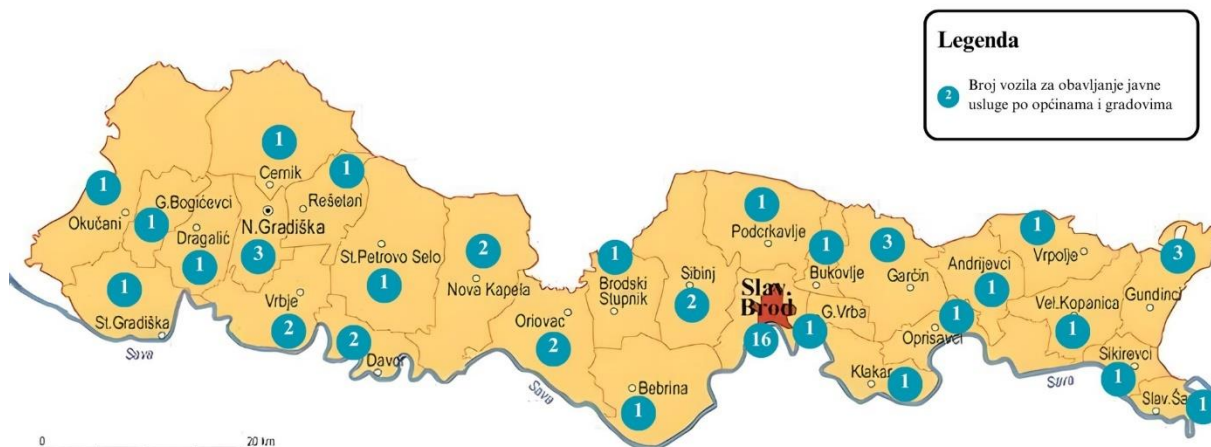 Legenda
2 Broj vozila za obavljanje javne
usluge po općinama i gradovima
1
Cernik
1
Rešetari
1
Okučani
G.Bogićevci
1
Dragalić
1
N.Gradiška
3
1
St.Gradiška
Vrbje
2
St.Petrovo Selo
1
2
Davor
2
Nova Kapela
Oriovac
2
1
Brodski
Stupnik
Sibinj
2
Bebrina
1
1
Podcrkavlje
Slav.
Brod
16
1
Bukovlje
3
Garčin
G.Vrba
1
Klakar
1
Oprisavci
1
Andrijevci
1
1
Vrpolje
Vel.Kopanica
1
3
Gundinci
Sikirevci
1
Slav.Ša
1
Sava
Sava
0
20 km